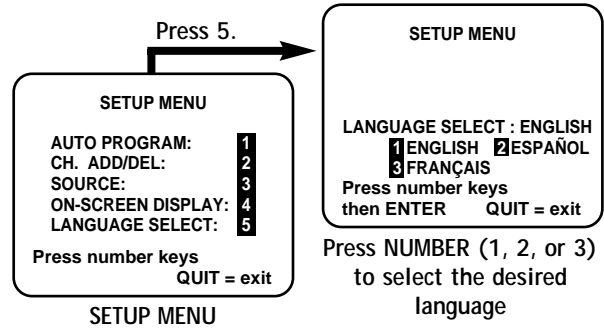 Press 5.
SETUP MENU
AUTO PROGRAM: 1
CH. ADD/DEL: 2
SOURCE: 3
ON-SCREEN DISPLAY: 4
LANGUAGE SELECT: 5
Press number keys
QUIT = exit
SETUP MENU
SETUP MENU
LANGUAGE SELECT : ENGLISH
1 ENGLISH 2 ESPAÑOL
3 FRANÇAIS
Press number keys
then ENTER QUIT = exit
Press NUMBER (1, 2, or 3)
to select the desired
language